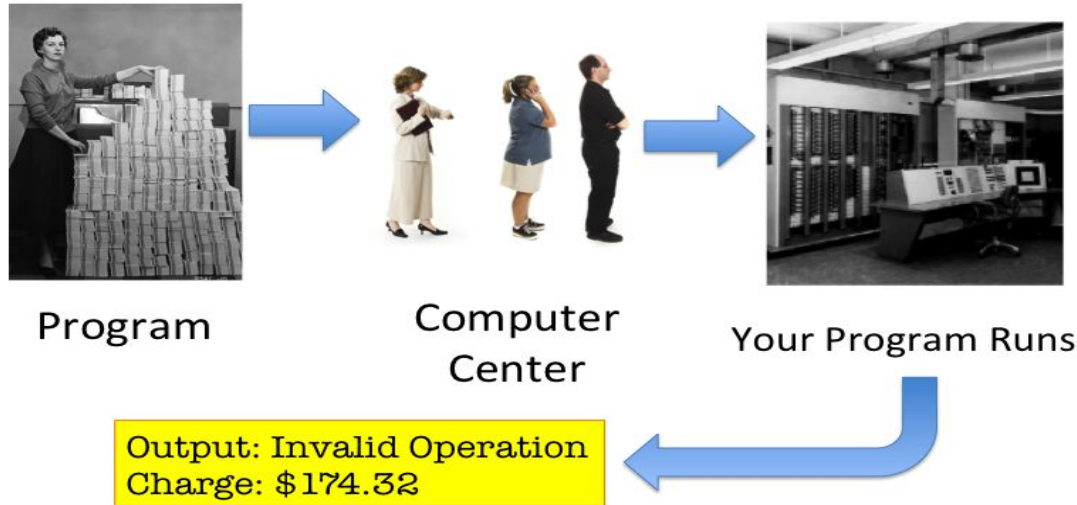 Program
Computer
Center
Your Program Runs
Output: Invalid Operation
Charge: $174.32